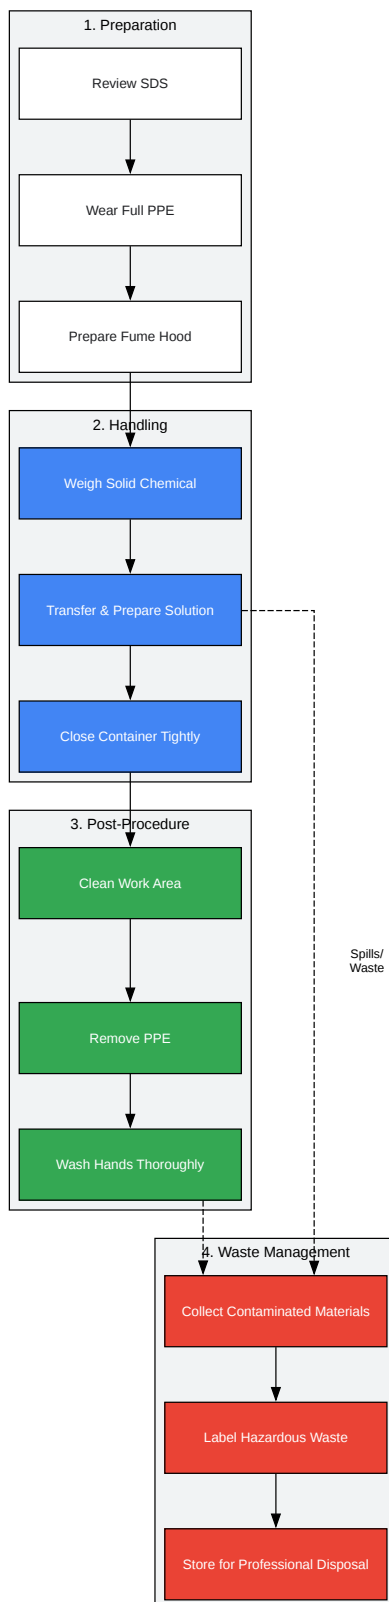 1. Preparation
Review SDS
Wear Full PPE
Prepare Fume Hood
2. Handling
Weigh Solid Chemical
Transfer & Prepare Solution
Close Container Tightly
3. Post-Procedure
Clean Work Area
Spills/
Waste
Remove PPE
Wash Hands Thoroughly
4. Waste Management
Collect Contaminated Materials
Label Hazardous Waste
Store for Professional Disposal